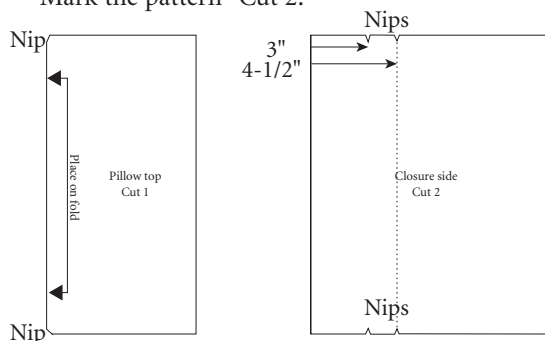 Mark the pattern "Cut 2."
Nip
Nips
3"
4-1/2"
Place on fold
Pillow top
Cut 1
Closure side
Cut 2
Nips
Nip